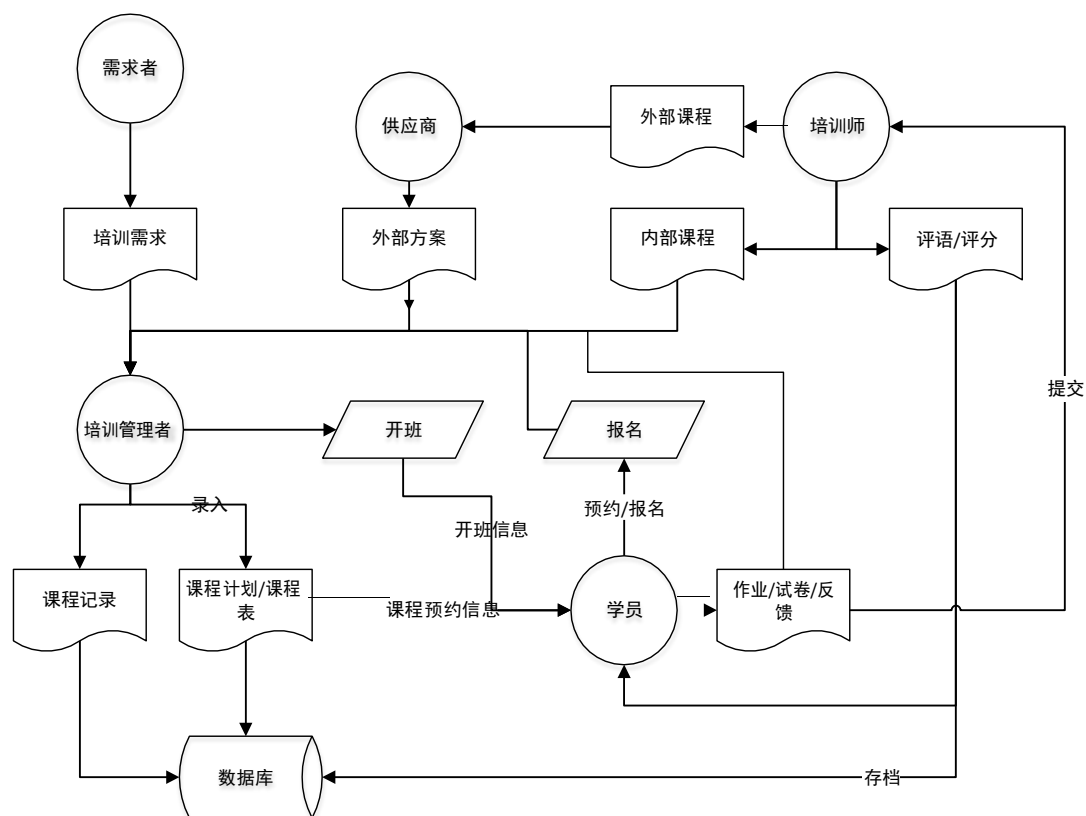 需求者
供应商
外部课程
培训师
培训需求
外部方案
内部课程
评语/评分
提交
培训管理者
开班
报名
录入
预约/报名
开班信息
课程记录
课程计划/课程
表
课程预约信息
学员
作业/试卷/反
馈
数据库
存档